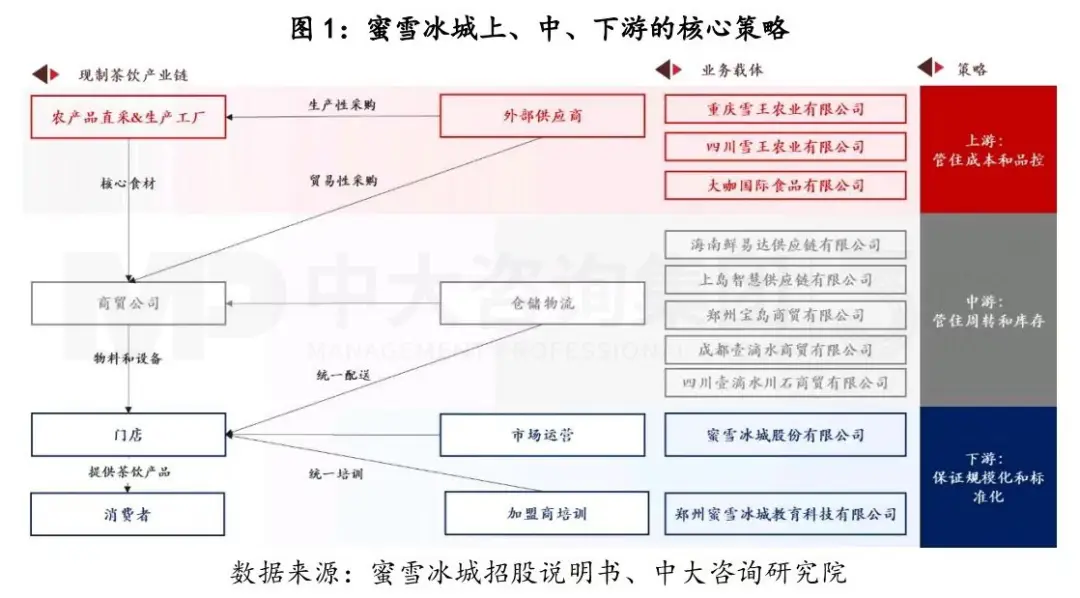 图1：蜜雪冰城上、中、下游的核心策略
现制茶饮产业链
业务载体
策略
农产品直采&生产工厂
生产性采购
外部供应商
重庆雪王农业有限公司
四川雪王农业有限公司
大咖国际食品有限公司
上游：
管住成本和品控
核心食材
贸易性采购
商贸公司
仓储物流
海南鲜易达供应链有限公司
上岛智慧供应链有限公司
郑州宝岛商贸有限公司
成都壹滴水商贸有限公司
四川壹滴水川石商贸有限公司
中游：
管住周转和库存
物料和设备
统一配送
门店
市场运营
蜜雪冰城股份有限公司
下游：
保证规模化和标
准化
提供茶饮产品
统一培训
消费者
加盟商培训
郑州蜜雪冰城教育科技有限公司
中大咨询集团
MANAGEMENT PROFESSIONAL
数据来源：蜜雪冰城招股说明书、中大咨询研究院